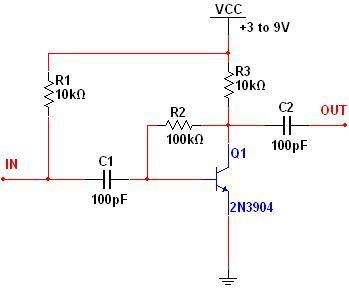 VCC
+3 to 9V
R1
10kΩ
R3
10kΩ
R2
100kΩ
C2
100pF
OUT
IN
C1
100pF
Q1
2N3904